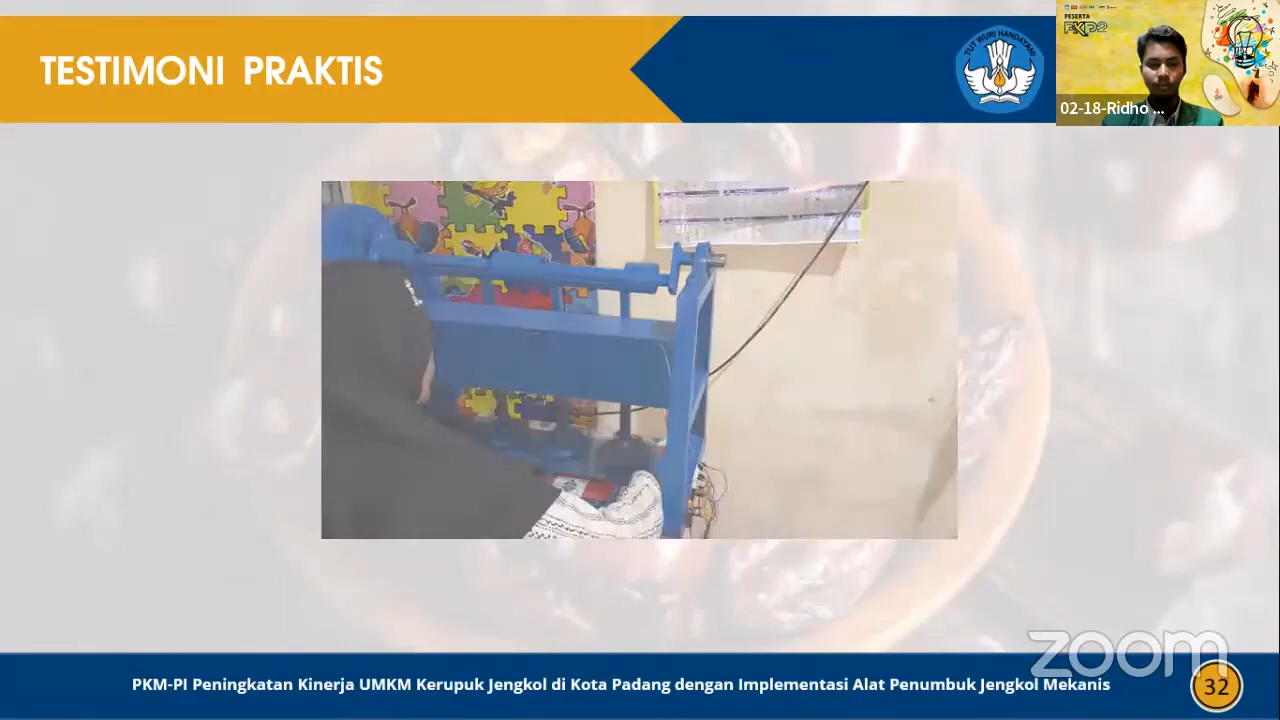 TESTIMONI PRAKTIS
TUT WURI HANDAYANI
PESERTA
PKP2
02-18-Ridho ...
zoom
PKM-PI Peningkatan Kinerja UMKM Kerupuk Jengkol di Kota Padang dengan Implementasi Alat Penumbuk Jengkol Mekanis
32